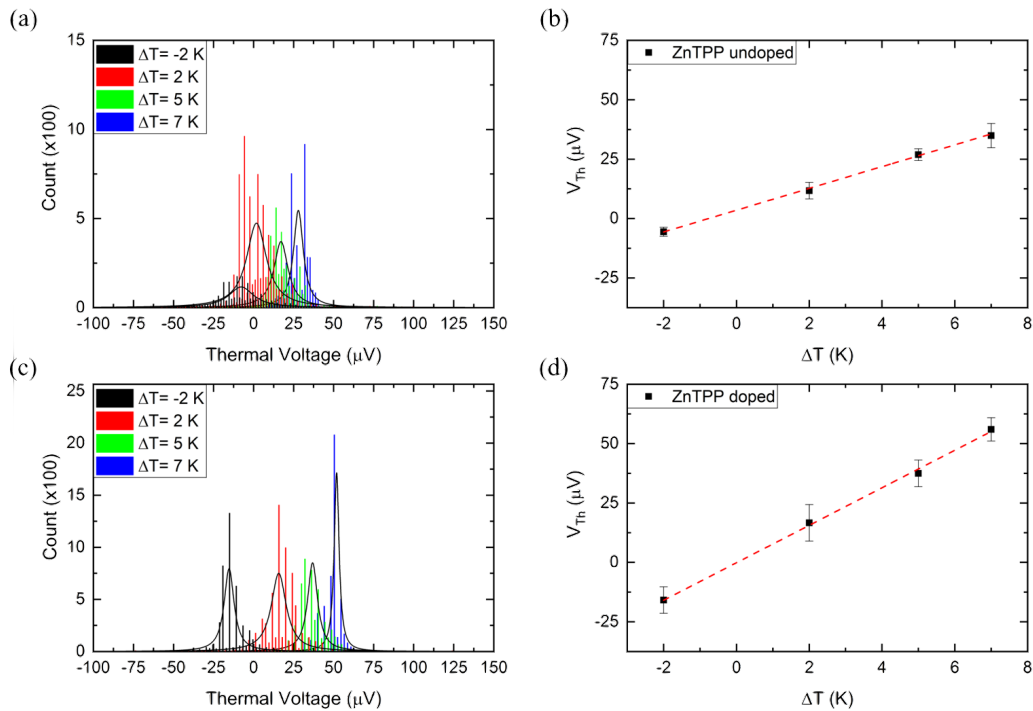 (a)
15
10
5
0
Count (x100)
ΔT= -2 K
ΔT= 2 K
ΔT= 5 K
ΔT= 7 K
-100 -75 -50 -25 0 25 50 75 100 125 150
Thermal Voltage (μV)
(b)
75
50
25
0
-25
V_Th (μV)
ZnTPP undoped
-2 0 2 4 6 8
ΔT (K)
(c)
25
20
15
10
5
0
Count (x100)
ΔT= -2 K
ΔT= 2 K
ΔT= 5 K
ΔT= 7 K
-100 -75 -50 -25 0 25 50 75 100 125 150
Thermal Voltage (μV)
(d)
75
50
25
0
-25
V_Th (μV)
ZnTPP doped
-2 0 2 4 6 8
ΔT (K)